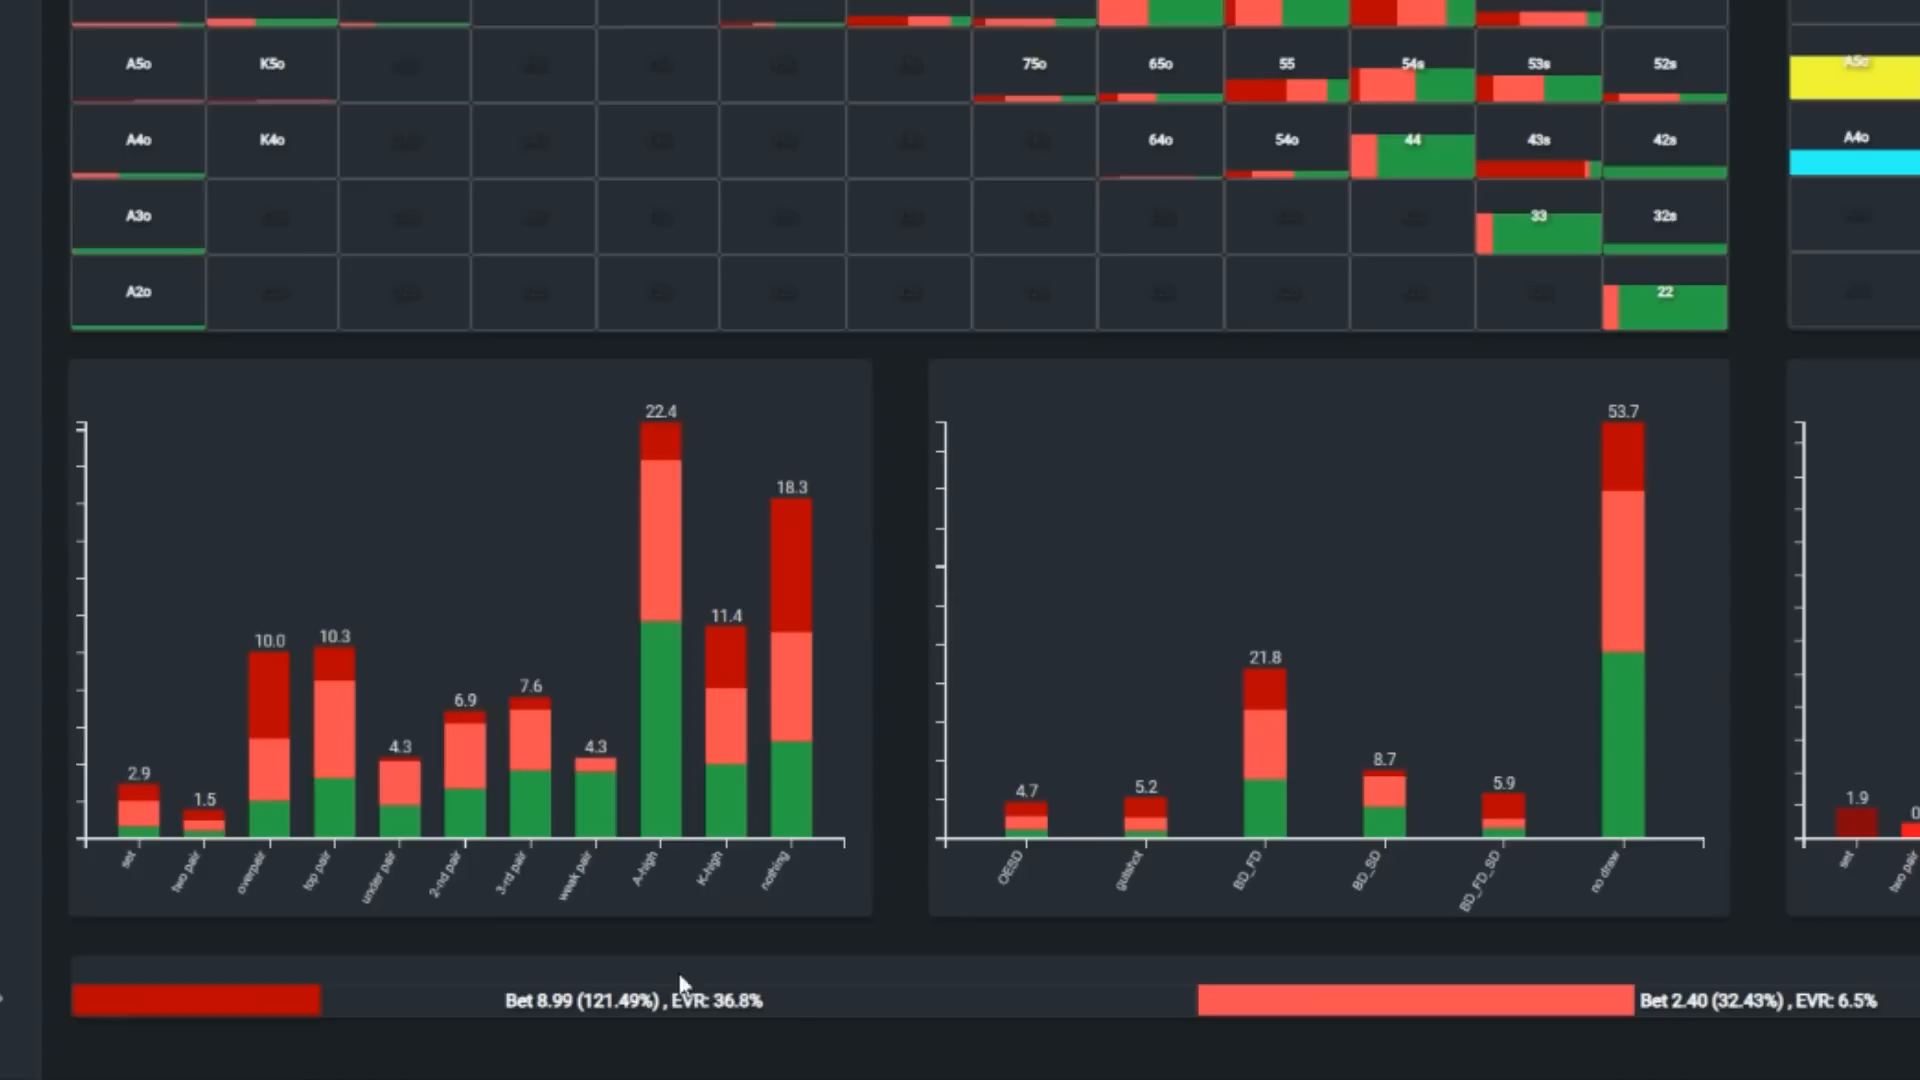 A5o K5o 75o 65o 55 54s 53s 52s A5o
A4o K4o 64o 54o 44 43s 42s A4o
A3o 33 32s
A2o 22
22.4
18.3
11.4
10.3
10.0
7.6
6.9
4.3
4.3
2.9
1.5
set two pair overpair top pair under pair 2-nd pair 3-rd pair weak pair A-high K-high nothing
53.7
21.8
8.7
5.9
5.2
4.7
OESD gutshot BD_FD BD_SD BD_FD_SD no draw
1.9
0
set two pair
Bet 8.99 (121.49%) , EVR: 36.8%
Bet 2.40 (32.43%) , EVR: 6.5%